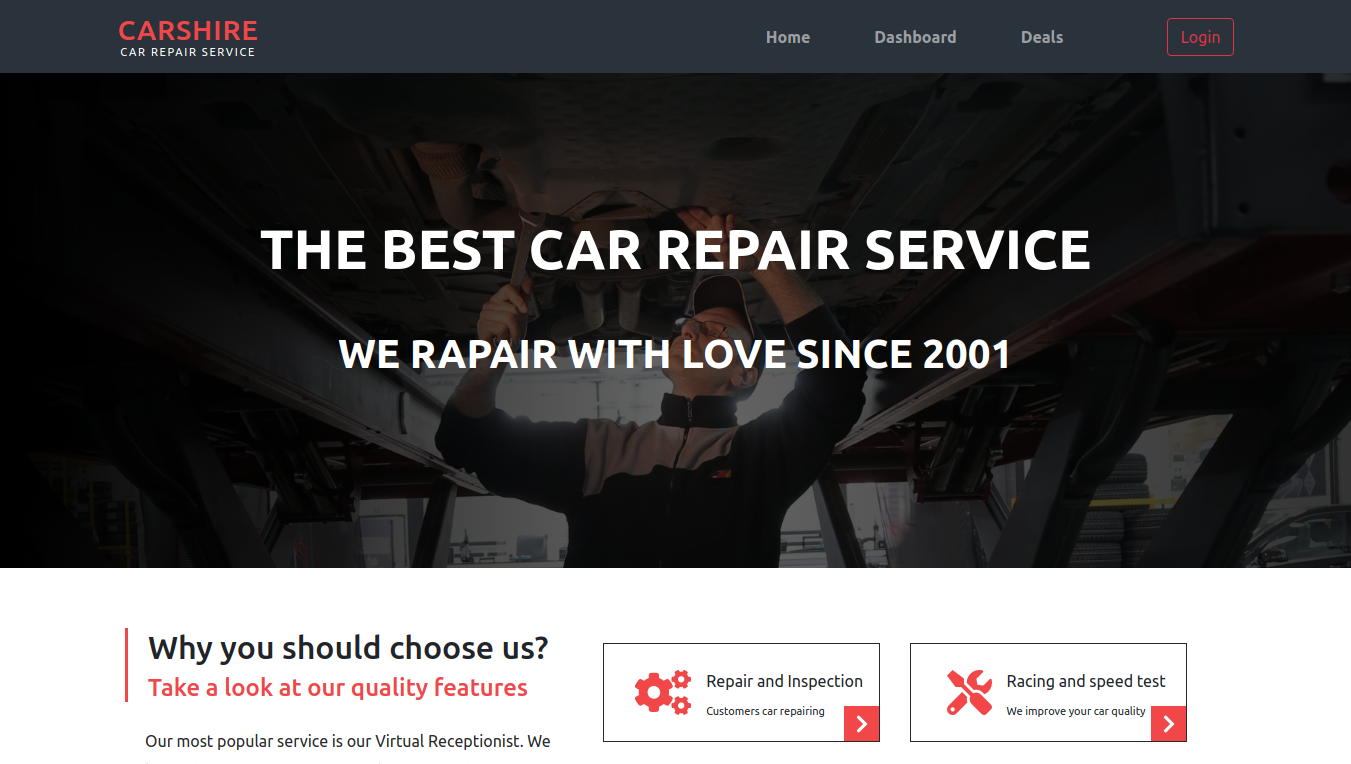 CARSHIRE
CAR REPAIR SERVICE
Home
Dashboard
Deals
Login
THE BEST CAR REPAIR SERVICE
WE RAPAIR WITH LOVE SINCE 2001
Why you should choose us?
Take a look at our quality features
Our most popular service is our Virtual Receptionist. We
Repair and Inspection
Customers car repairing
Racing and speed test
We improve your car quality